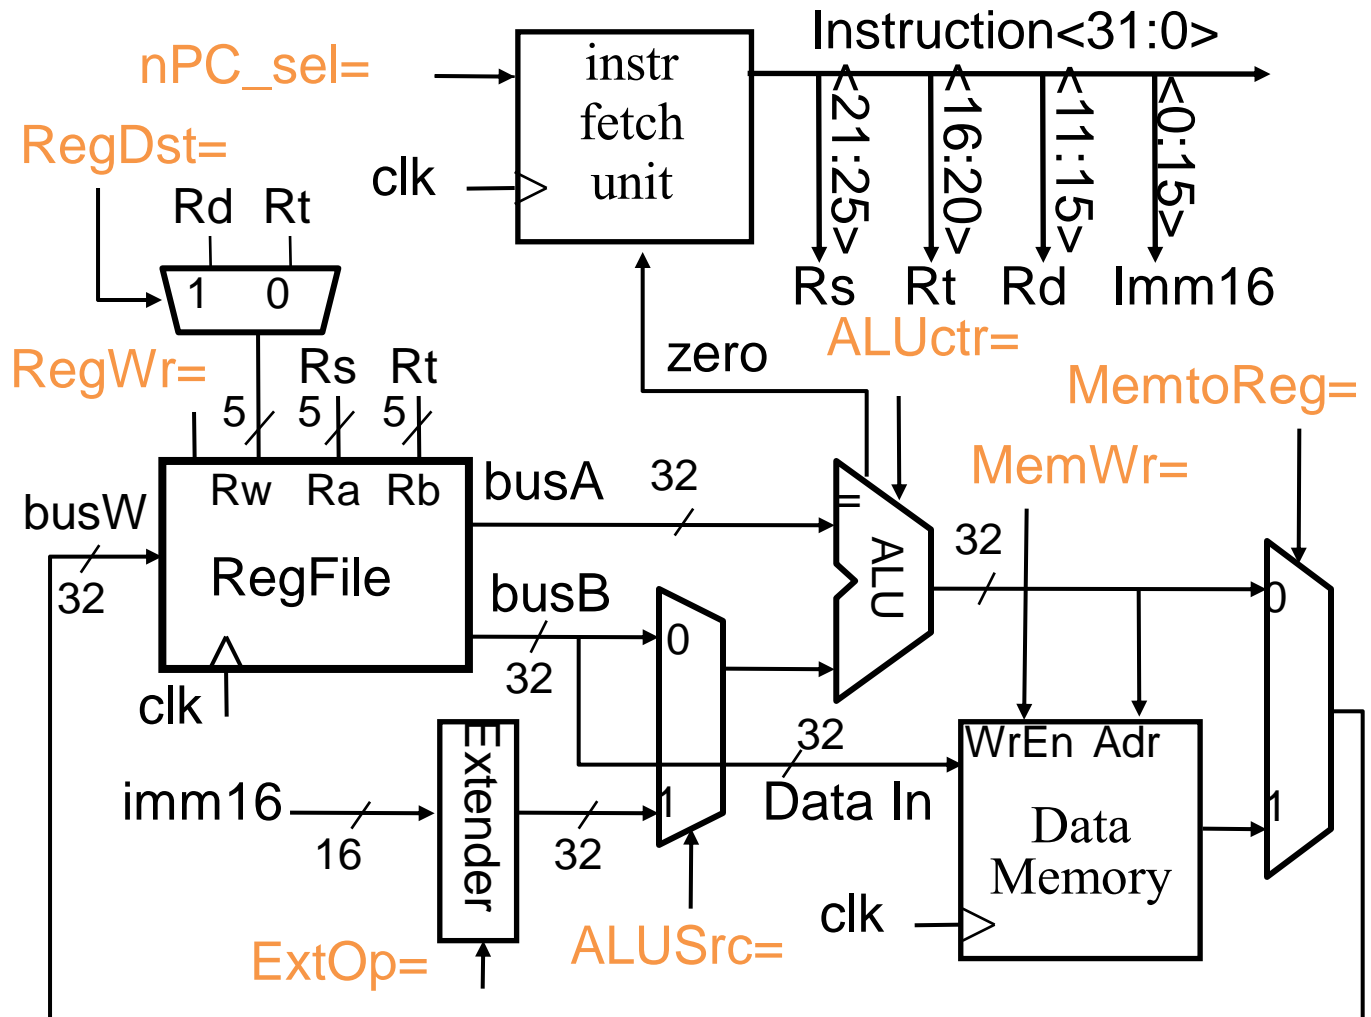 Instruction<31:0>
nPC_sel=
instr
fetch
unit
RegDst=
clk
<21:25>
<16:20>
<11:15>
<0:15>
Rd
Rt
1
0
Rs
Rt
Rd
Imm16
RegWr=
Rs
Rt
zero
ALUctr=
MemtoReg=
5
5
5
MemWr=
Rw
Ra
Rb
busA
32
=
busW
32
RegFile
busB
32
ALU
32
0
0
clk
Extender
WrEn
Adr
32
imm16
16
32
1
Data In
1
Data
Memory
clk
ExtOp=
ALUSrc=